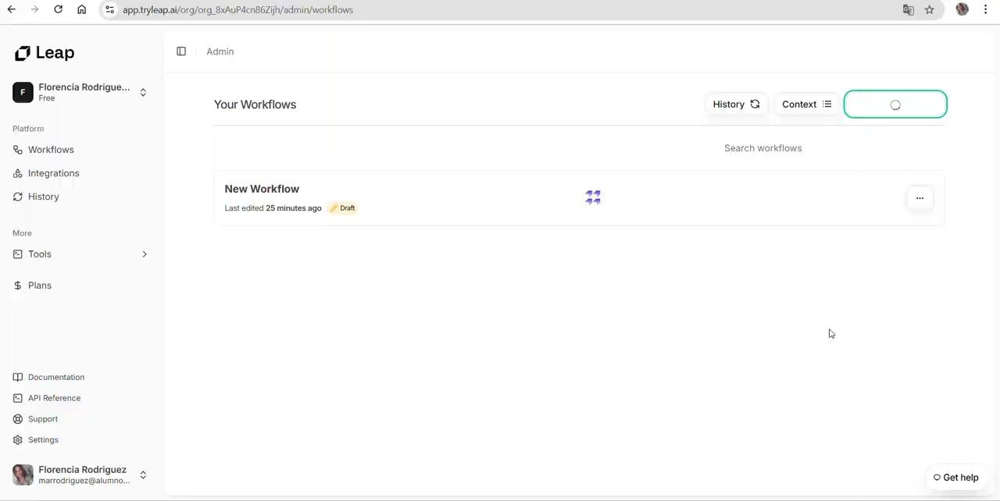 app.tryleap.ai/org/org_8xAuP4cn86Zijh/admin/workflows
Leap
Admin
F
Florencia Rodrigue...
Free
Your Workflows
History
Context
Platform
Workflows
Search workflows
Integrations
New Workflow
History
Last edited 25 minutes ago
Draft
More
Tools
Plans
Documentation
API Reference
Support
Settings
Florencia Rodriguez
marrodriguez@alumno...
Get help